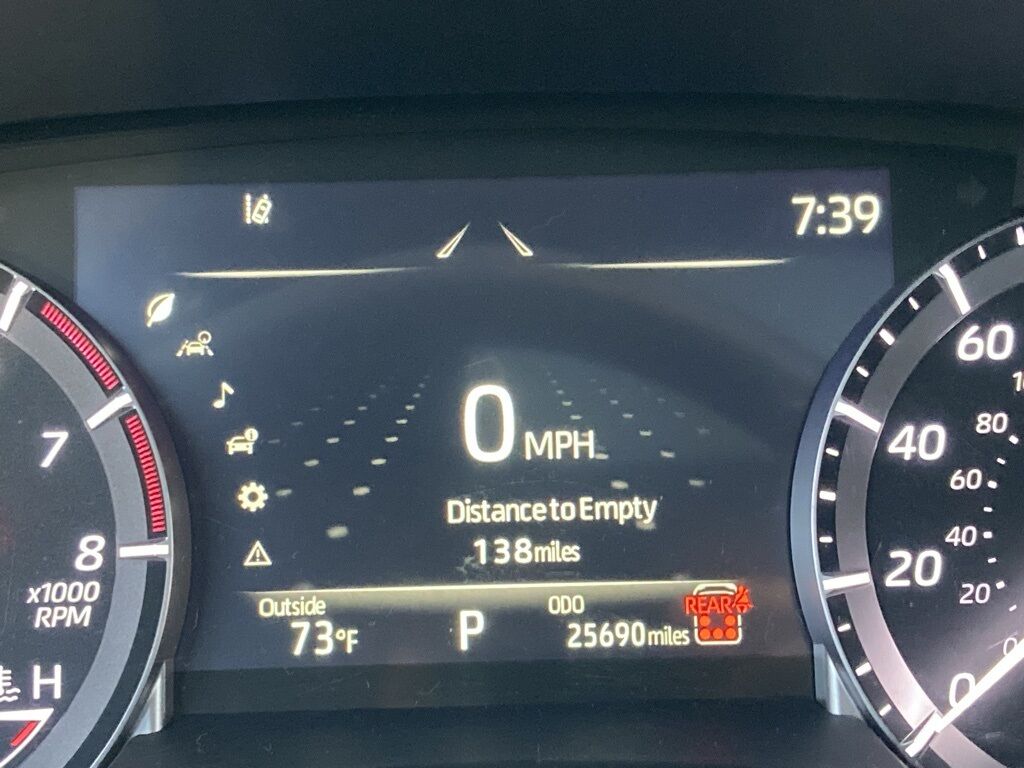 7:39
0 MPH
Distance to Empty
138 miles
Outside
73°F
P
ODO
25690 miles
REAR
7
8
x1000
RPM
H
60
40
20
0
80
60
40
20
0